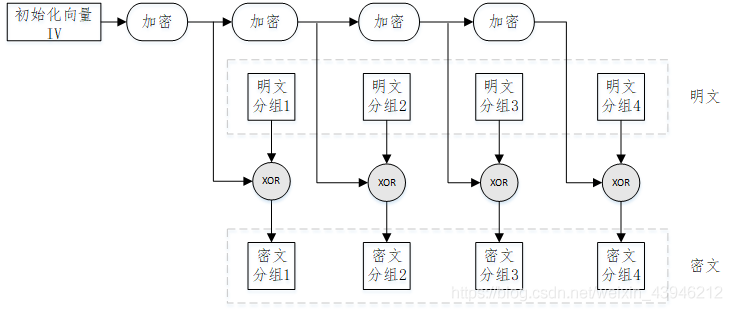 初始化向量
IV
加密
加密
加密
加密
明文
分组1
明文
分组2
明文
分组3
明文
分组4
明文
XOR
XOR
XOR
XOR
密文
分组1
密文
分组2
密文
分组3
密文
分组4
密文
https://blog.csdn.net/weixin_43946212